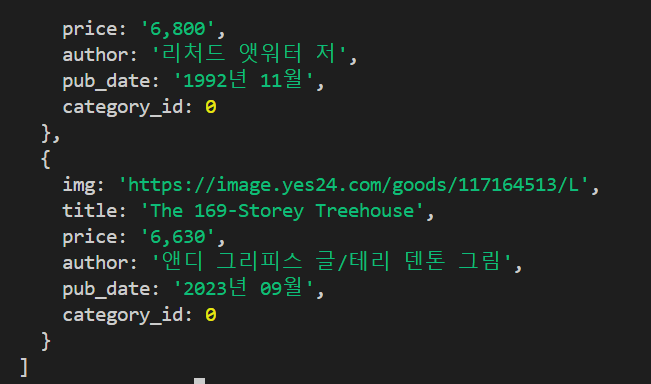 price: '6,800',
author: '리처드 앳워터 저',
pub_date: '1992년 11월',
category_id: 0
},
{
img: 'https://image.yes24.com/goods/117164513/L',
title: 'The 169-Storey Treehouse',
price: '6,630',
author: '앤디 그리피스 글/테리 덴톤 그림',
pub_date: '2023년 09월',
category_id: 0
}
]